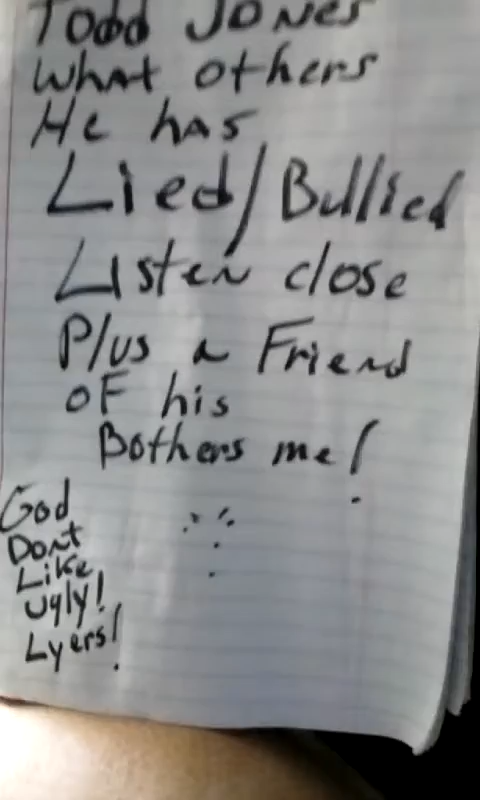 Todd Jones
What others
He has
Lied/Bullied
Listen close
Plus a Friend
of his
Bothers me!
God
Dont
Like
Ugly!
Lyers!